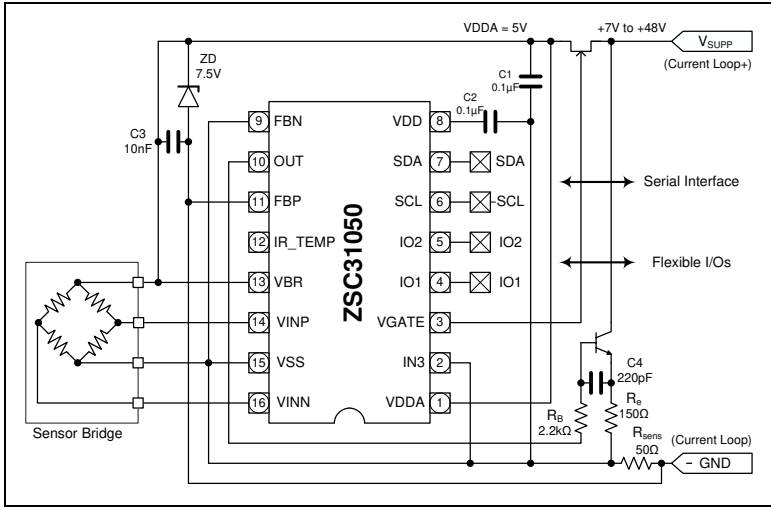 VDDA = 5V
+7V to +48V
VSUPP
(Current Loop+)
ZD
7.5V
C1
0.1µF
C2
0.1µF
C3
10nF
9 FBN
VDD 8
10 OUT
SDA 7
SDA
11 FBP
SCL 6
SCL
Serial Interface
12 IR_TEMP
IO2 5
IO2
ZSC31050
13 VBR
IO1 4
IO1
Flexible I/Os
14 VINP
VGATE 3
15 VSS
IN3 2
16 VINN
VDDA 1
C4
220pF
RB
2.2kΩ
Re
150Ω
Rsens
50Ω
(Current Loop)
– GND
Sensor Bridge